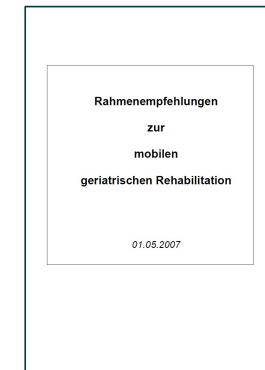 Rahmenempfehlungen
zur
mobilen
geriatrischen Rehabilitation
01.05.2007